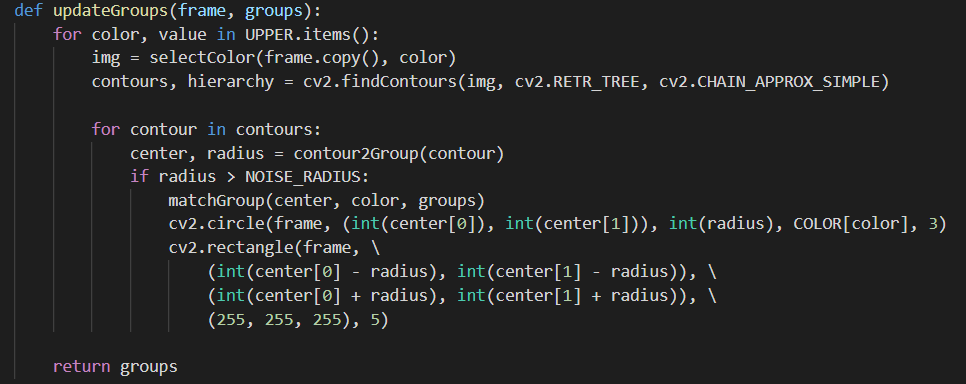 def updateGroups(frame, groups):
    for color, value in UPPER.items():
        img = selectColor(frame.copy(), color)
        contours, hierarchy = cv2.findContours(img, cv2.RETR_TREE, cv2.CHAIN_APPROX_SIMPLE)

        for contour in contours:
            center, radius = contour2Group(contour)
            if radius > NOISE_RADIUS:
                matchGroup(center, color, groups)
                cv2.circle(frame, (int(center[0]), int(center[1])), int(radius), COLOR[color], 3)
                cv2.rectangle(frame, \
                    (int(center[0] - radius), int(center[1] - radius)), \
                    (int(center[0] + radius), int(center[1] + radius)), \
                    (255, 255, 255), 5)

    return groups